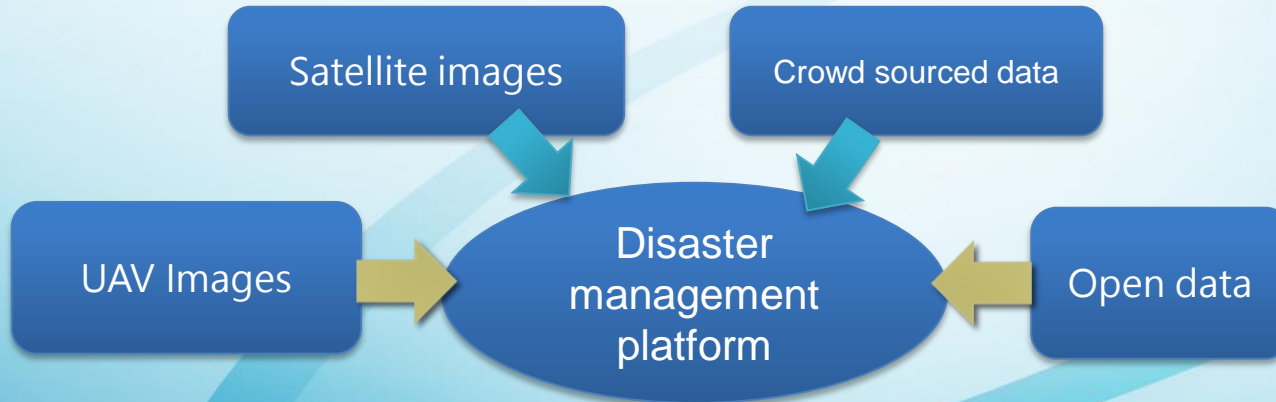 Satellite images
Crowd sourced data
UAV Images
Disaster
management
platform
Open data